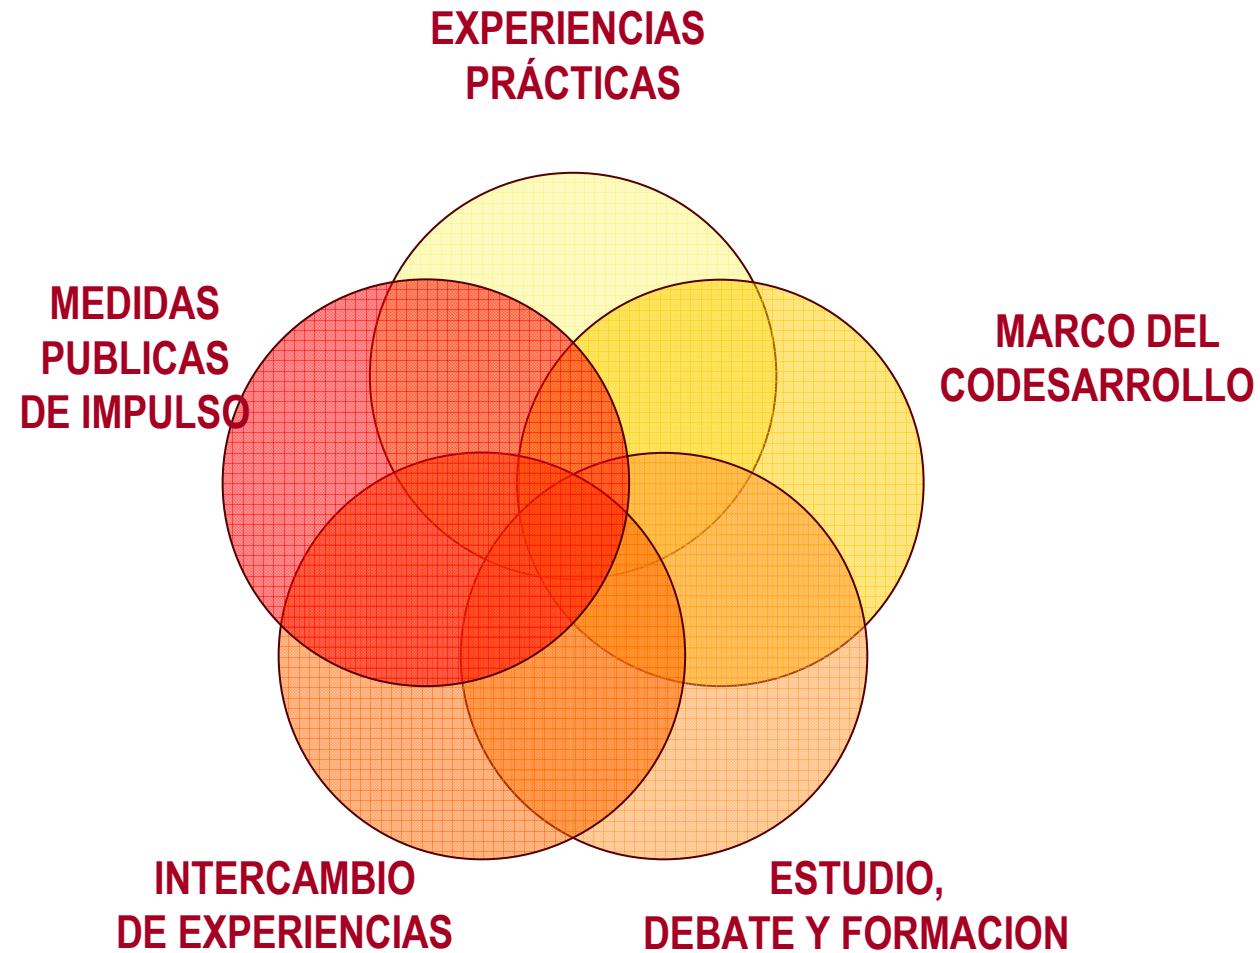 EXPERIENCIAS
PRÁCTICAS
MEDIDAS
PUBLICAS
DE IMPULSO
MARCO DEL
CODESARROLLO
INTERCAMBIO
DE EXPERIENCIAS
ESTUDIO,
DEBATE Y FORMACION